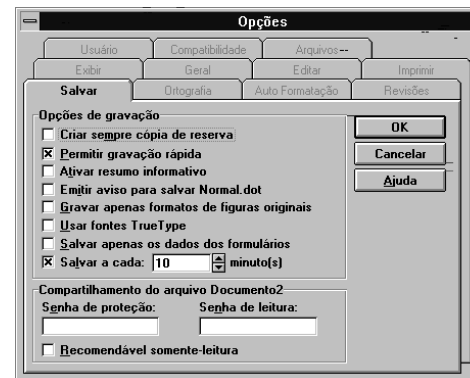 Opções
Usuário Compatibilidade Arquivos
Exibir Geral Editar Imprimir
Salvar Ortografia Auto Formatação Revisões
Opções de gravação
Criar sempre cópia de reserva
Permitir gravação rápida
Ativar resumo informativo
Emitir aviso para salvar Normal.dot
Gravar apenas formatos de figuras originais
Usar fontes TrueType
Salvar apenas os dados dos formulários
Salvar a cada: 10 minuto(s)
OK
Cancelar
Ajuda
Compartilhamento do arquivo Documento2
Senha de proteção: Senha de leitura:
Recomendável somente-leitura